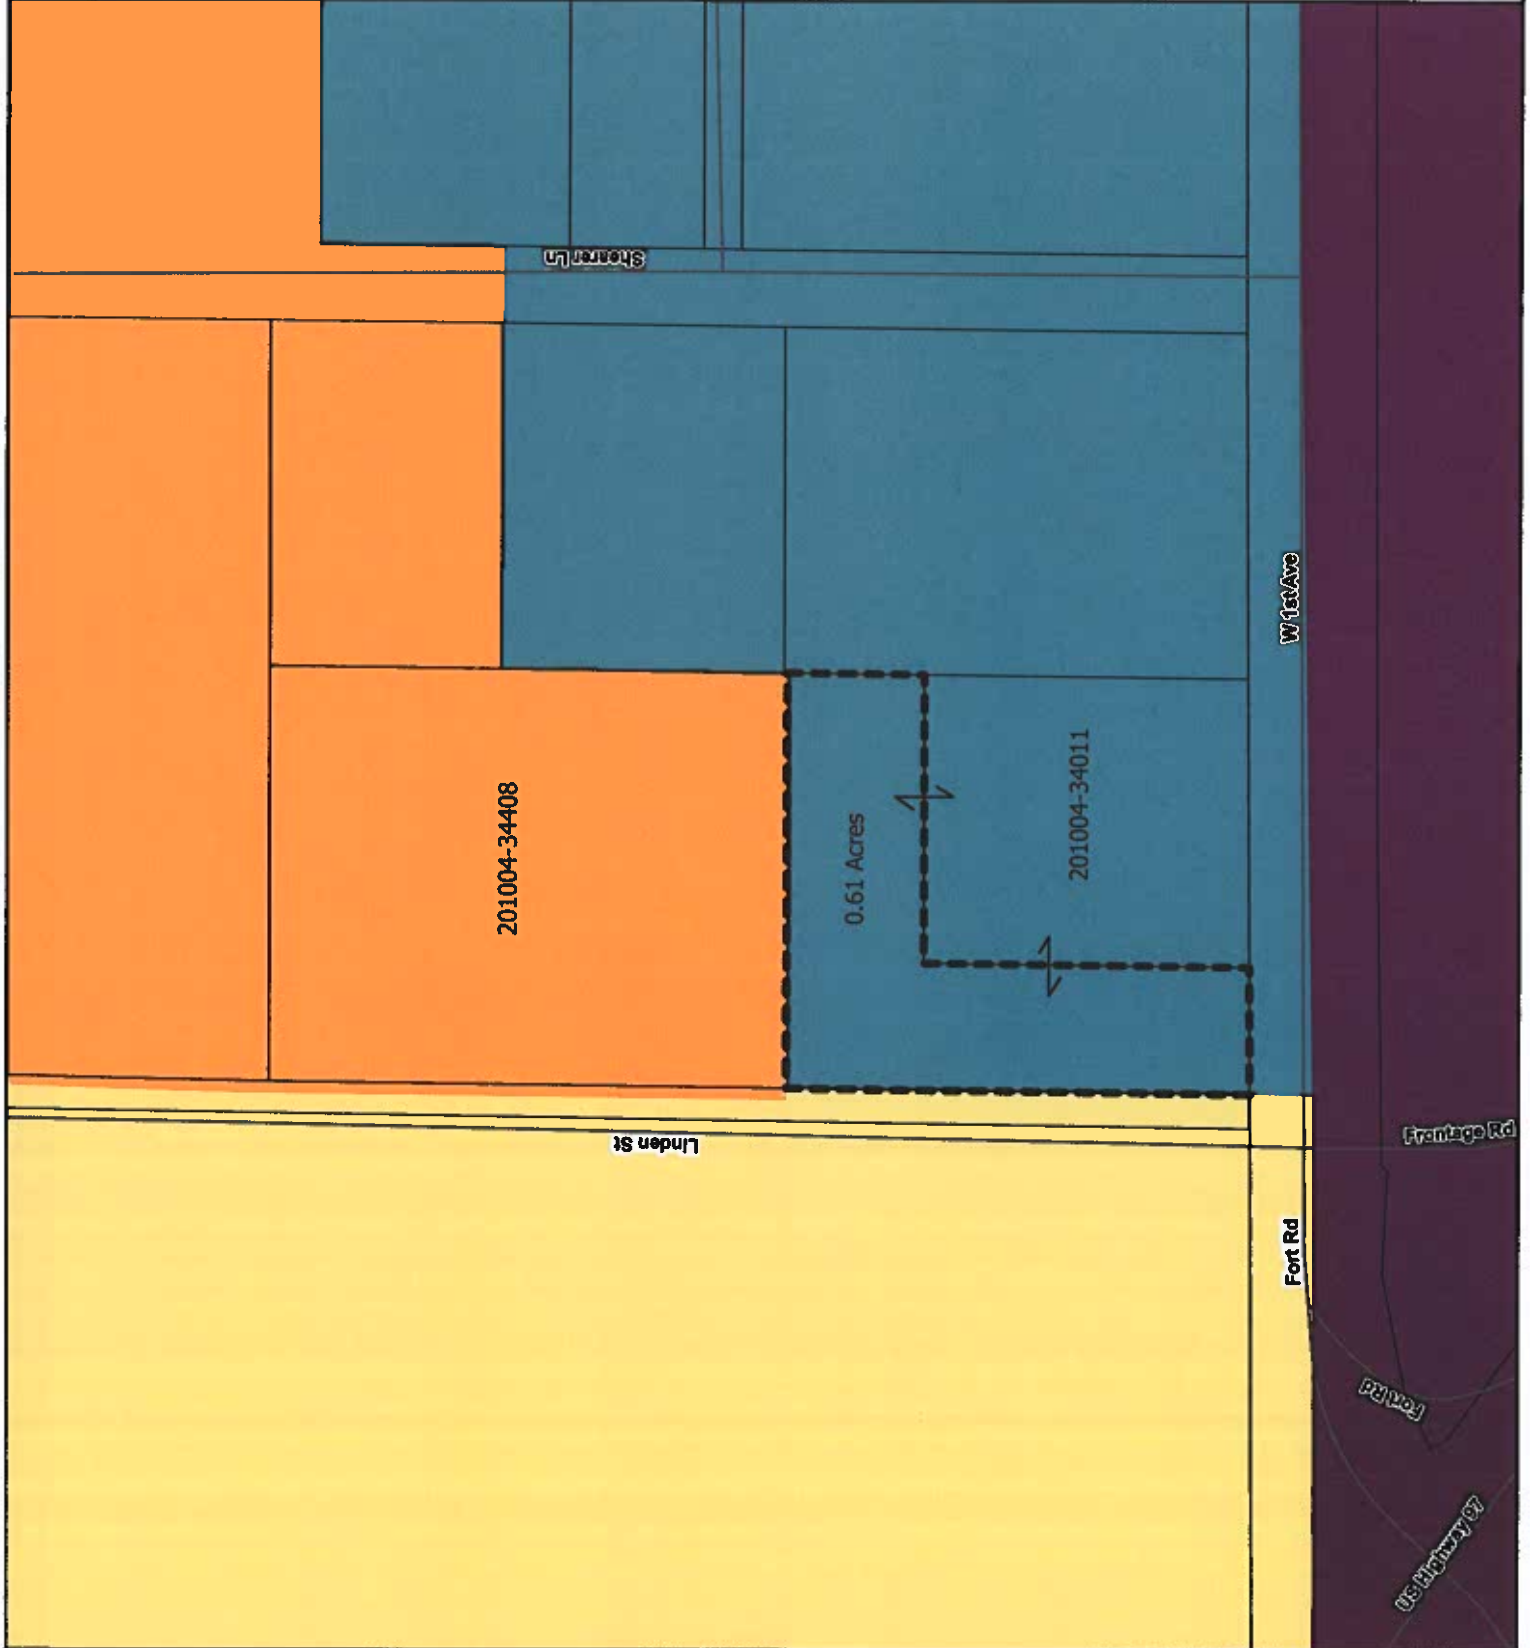 Shearer Ln
W 1st Ave
201004-34408
0.61 Acres
201004-34011
Linden St
Frontage Rd
Fort Rd
Fort Rd
US Highway 97